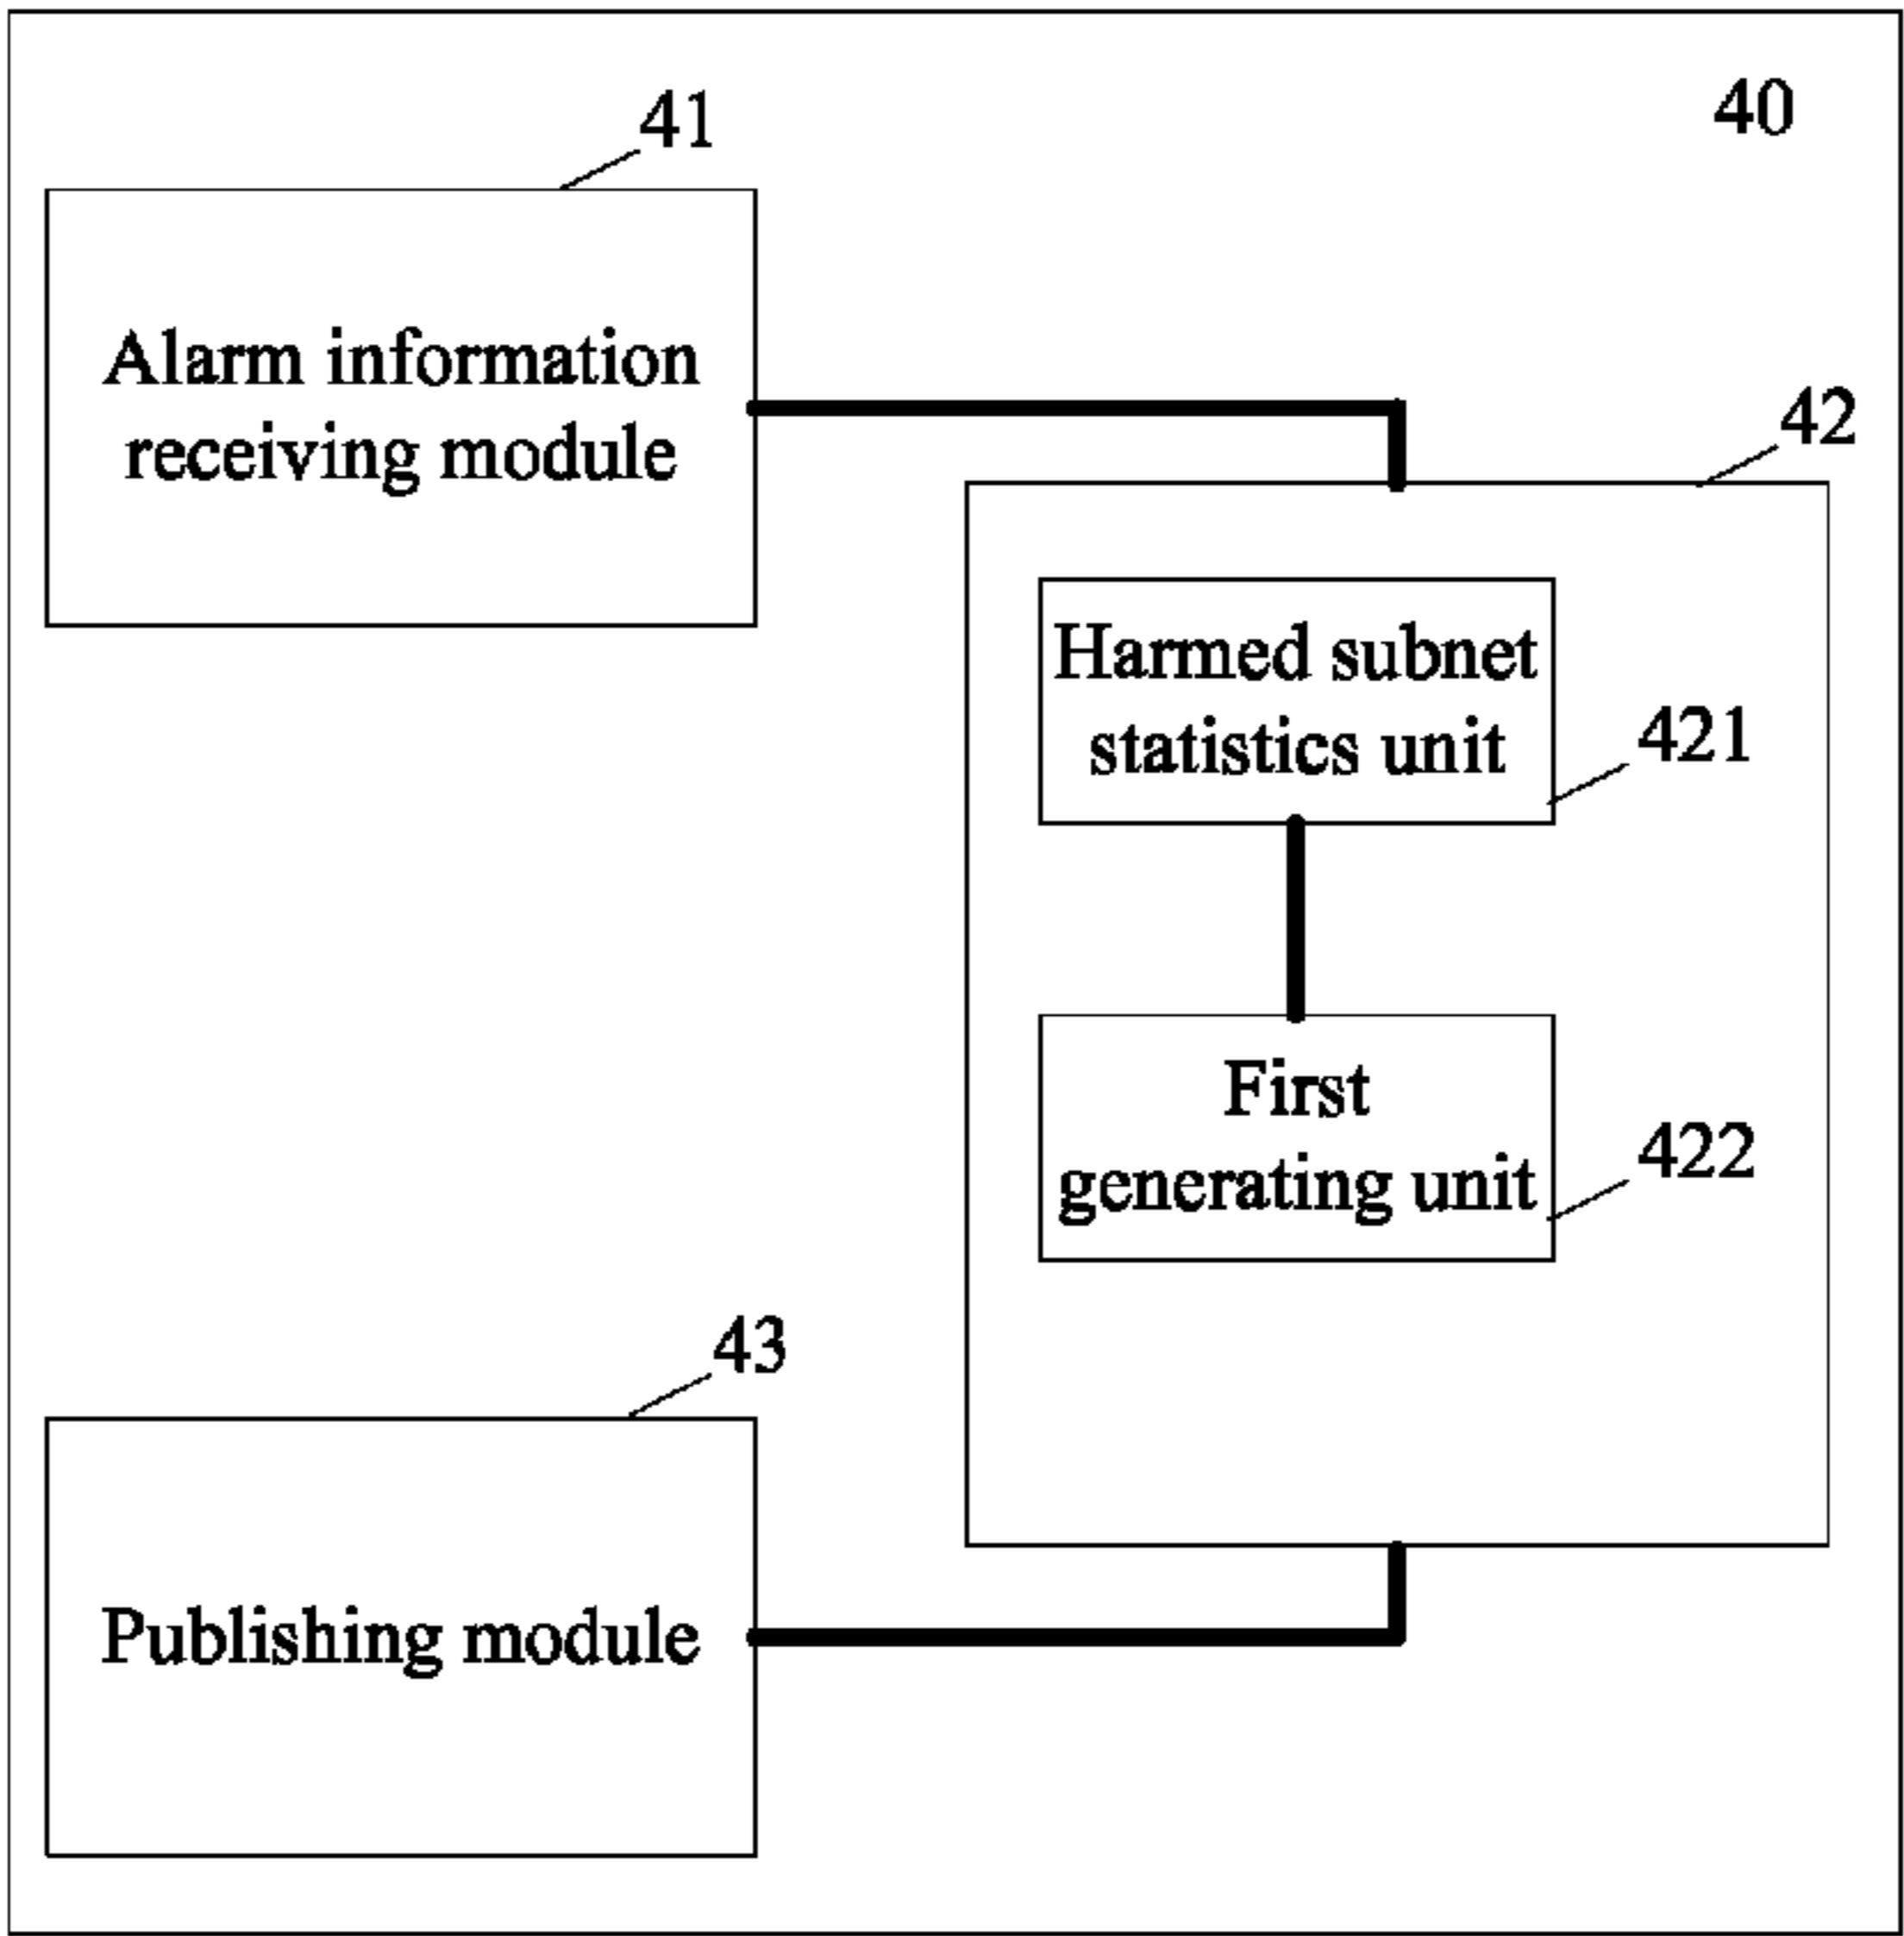 40
41
Alarm information
receiving module
42
Harmed subnet
statistics unit
421
First
generating unit
422
43
Publishing module